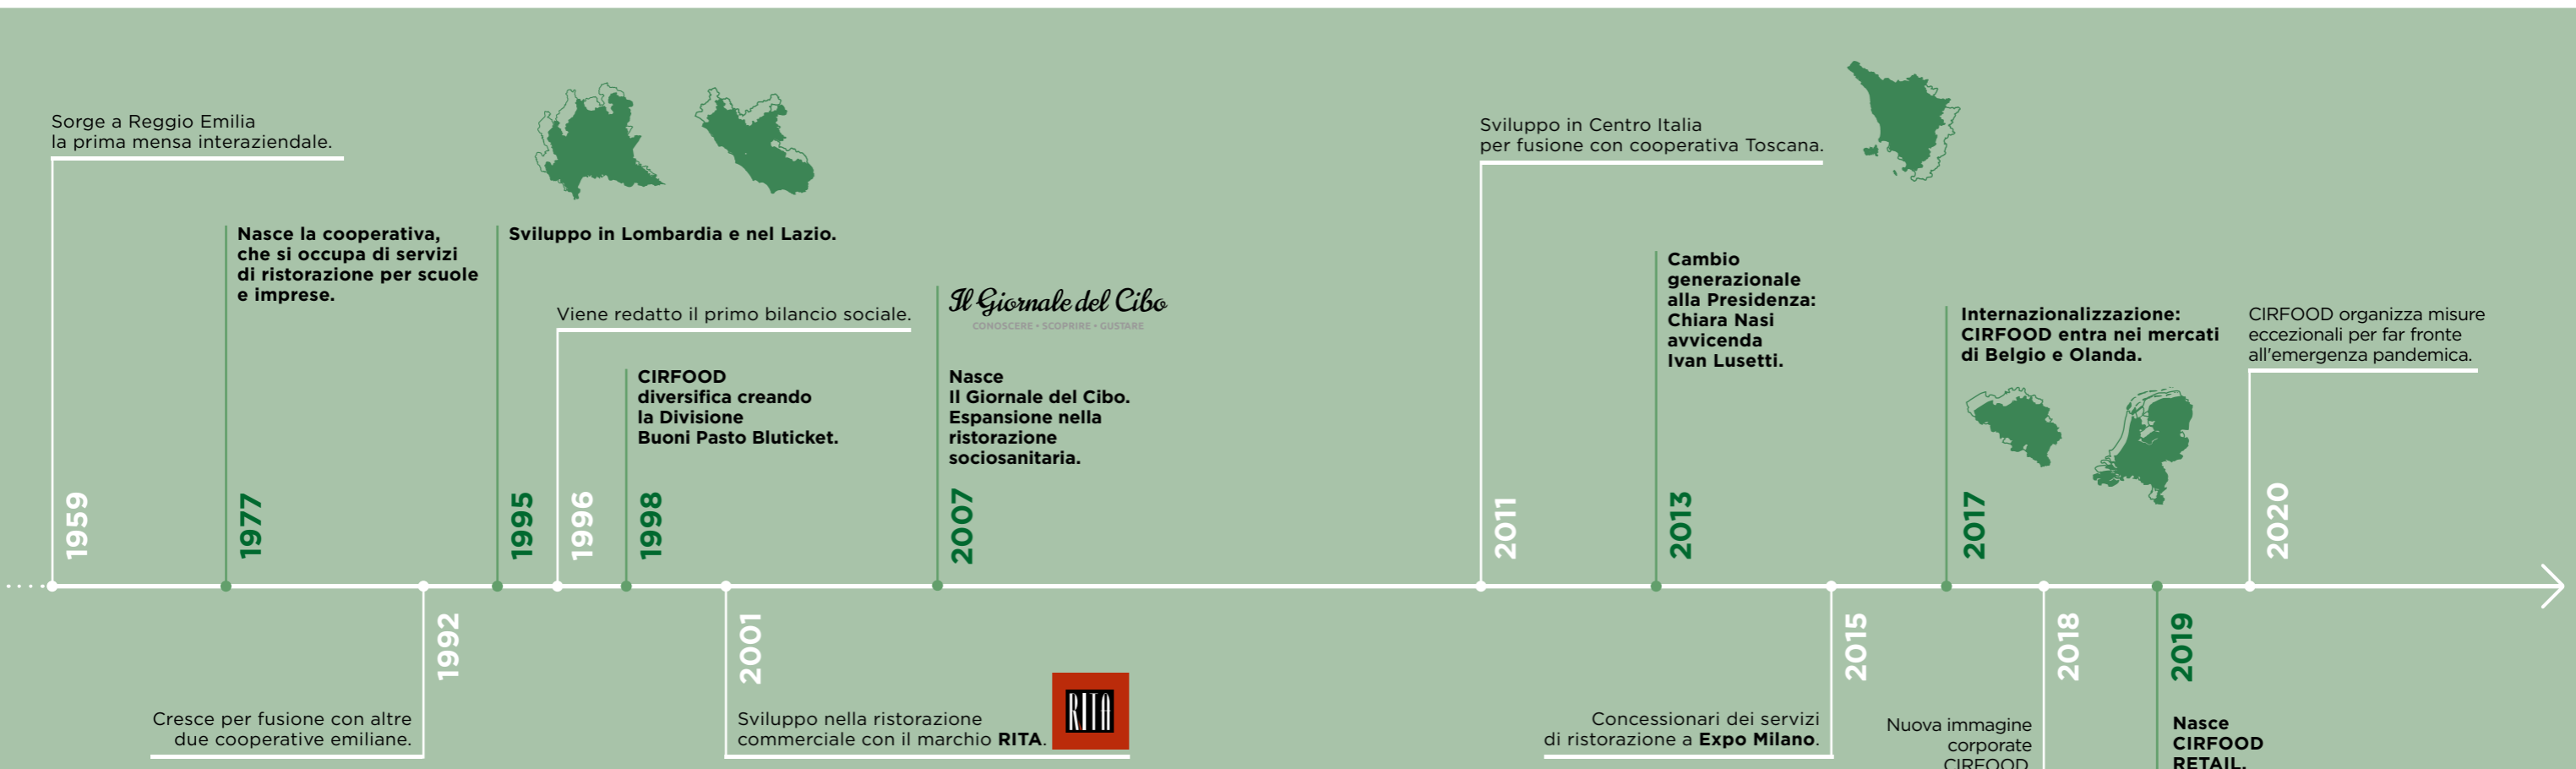 Sorge a Reggio Emilia
la prima mensa interaziendale.
1959
Nasce la cooperativa,
che si occupa di servizi
di ristorazione per scuole
e imprese.
1977
Cresce per fusione con altre
due cooperative emiliane.
1992
Sviluppo in Lombardia e nel Lazio.
1995
Viene redatto il primo bilancio sociale.
1996
CIRFOOD
diversifica creando
la Divisione
Buoni Pasto Bluticket.
1998
2001
Sviluppo nella ristorazione
commerciale con il marchio RITA.
RITA
Il Giornale del Cibo
CONOSCERE • SCOPRIRE • GUSTARE
Nasce
Il Giornale del Cibo.
Espansione nella
ristorazione
sociosanitaria.
2007
Sviluppo in Centro Italia
per fusione con cooperativa Toscana.
2011
Cambio
generazionale
alla Presidenza:
Chiara Nasi
avvicenda
Ivan Lusetti.
2013
2015
Concessionari dei servizi
di ristorazione a Expo Milano.
Internazionalizzazione:
CIRFOOD entra nei mercati
di Belgio e Olanda.
2017
2018
Nuova immagine
corporate
CIRFOOD.
2019
Nasce
CIRFOOD
RETAIL.
CIRFOOD organizza misure
eccezionali per far fronte
all'emergenza pandemica.
2020